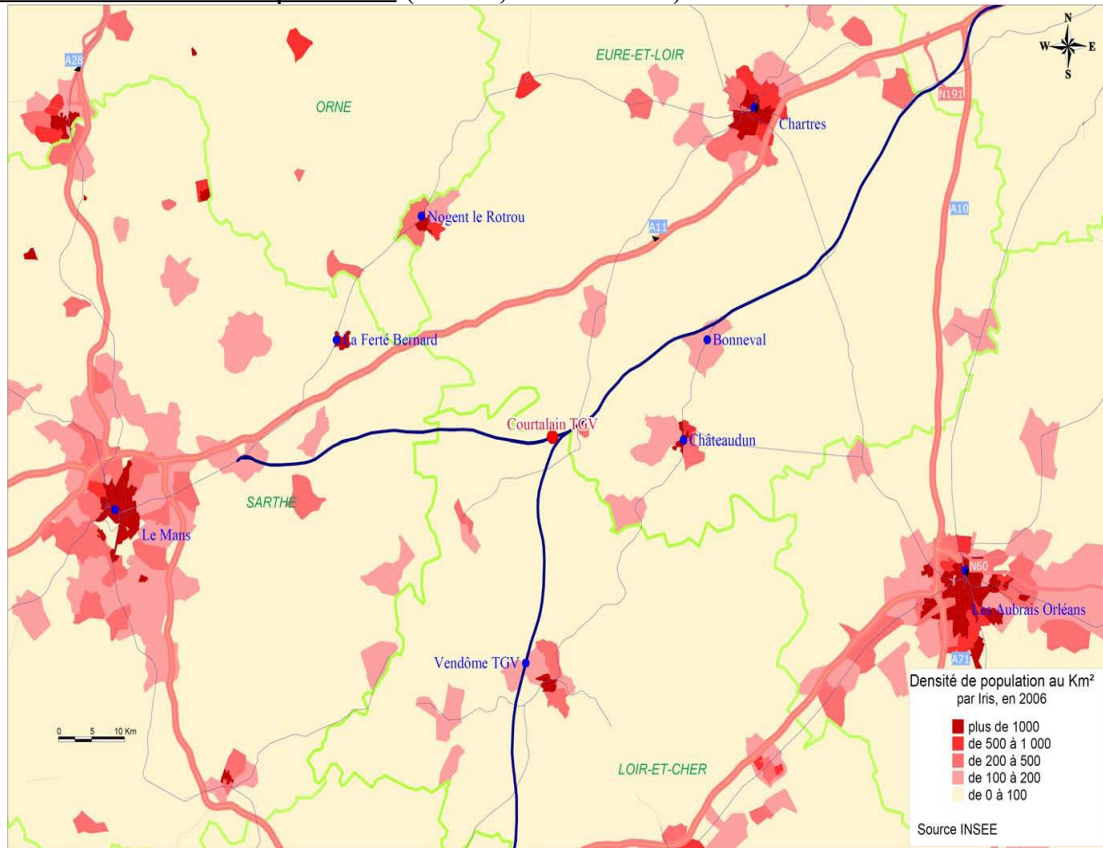 N
W E
S
A28
EURE-ET-LOIR
ORNE
N191
Chartres
A10
Nogent le Rotrou
A11
La Ferté Bernard
Bonneval
Courtalain TGV
Châteaudun
SARTHE
Le Mans
N60
Les Aubrais Orléans
Vendôme TGV
A71
Densité de population au Km²
par Iris, en 2006
plus de 1000
de 500 à 1 000
de 200 à 500
de 100 à 200
de 0 à 100
0 5 10 Km
LOIR-ET-CHER
Source INSEE